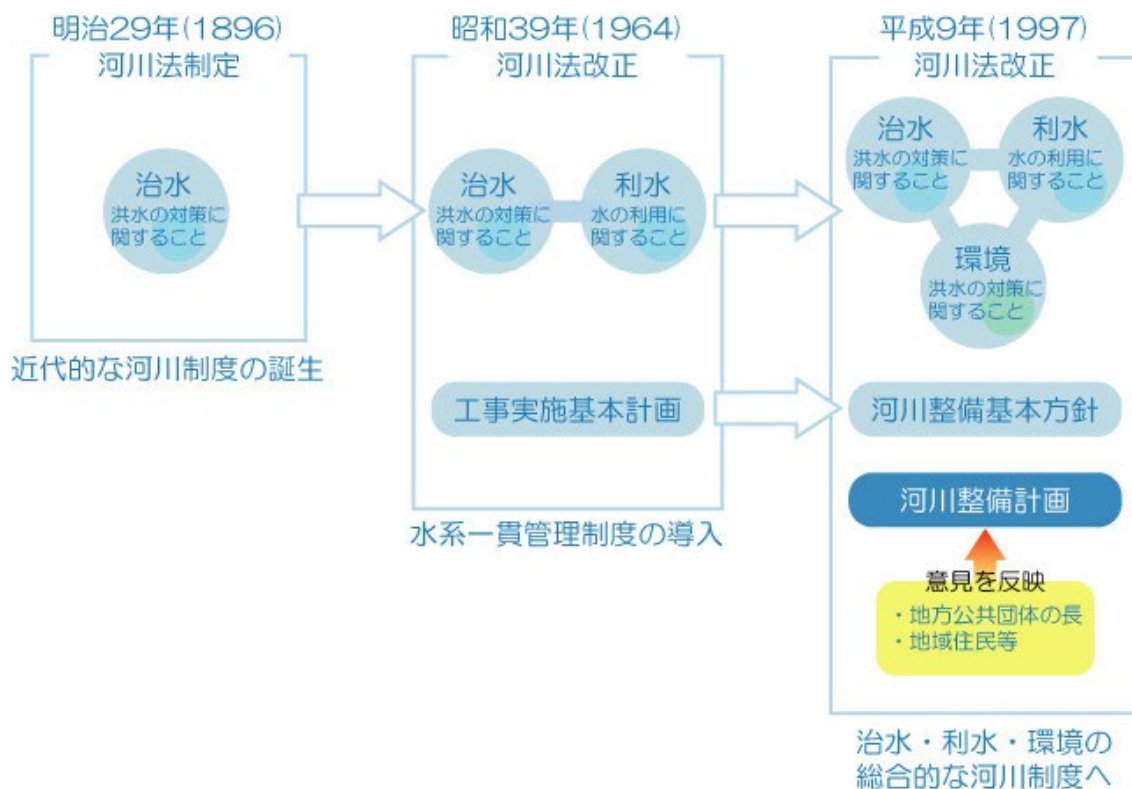 明治29年(1896)
河川法制定
治水
洪水の対策に
関すること
近代的な河川制度の誕生
昭和39年(1964)
河川法改正
治水
洪水の対策に
関すること
利水
水の利用に
関すること
工事実施基本計画
水系一貫管理制度の導入
平成9年(1997)
河川法改正
治水
洪水の対策に
関すること
利水
水の利用に
関すること
環境
洪水の対策に
関すること
河川整備基本方針
河川整備計画
意見を反映
・地方公共団体の長
・地域住民等
治水・利水・環境の
総合的な河川制度へ